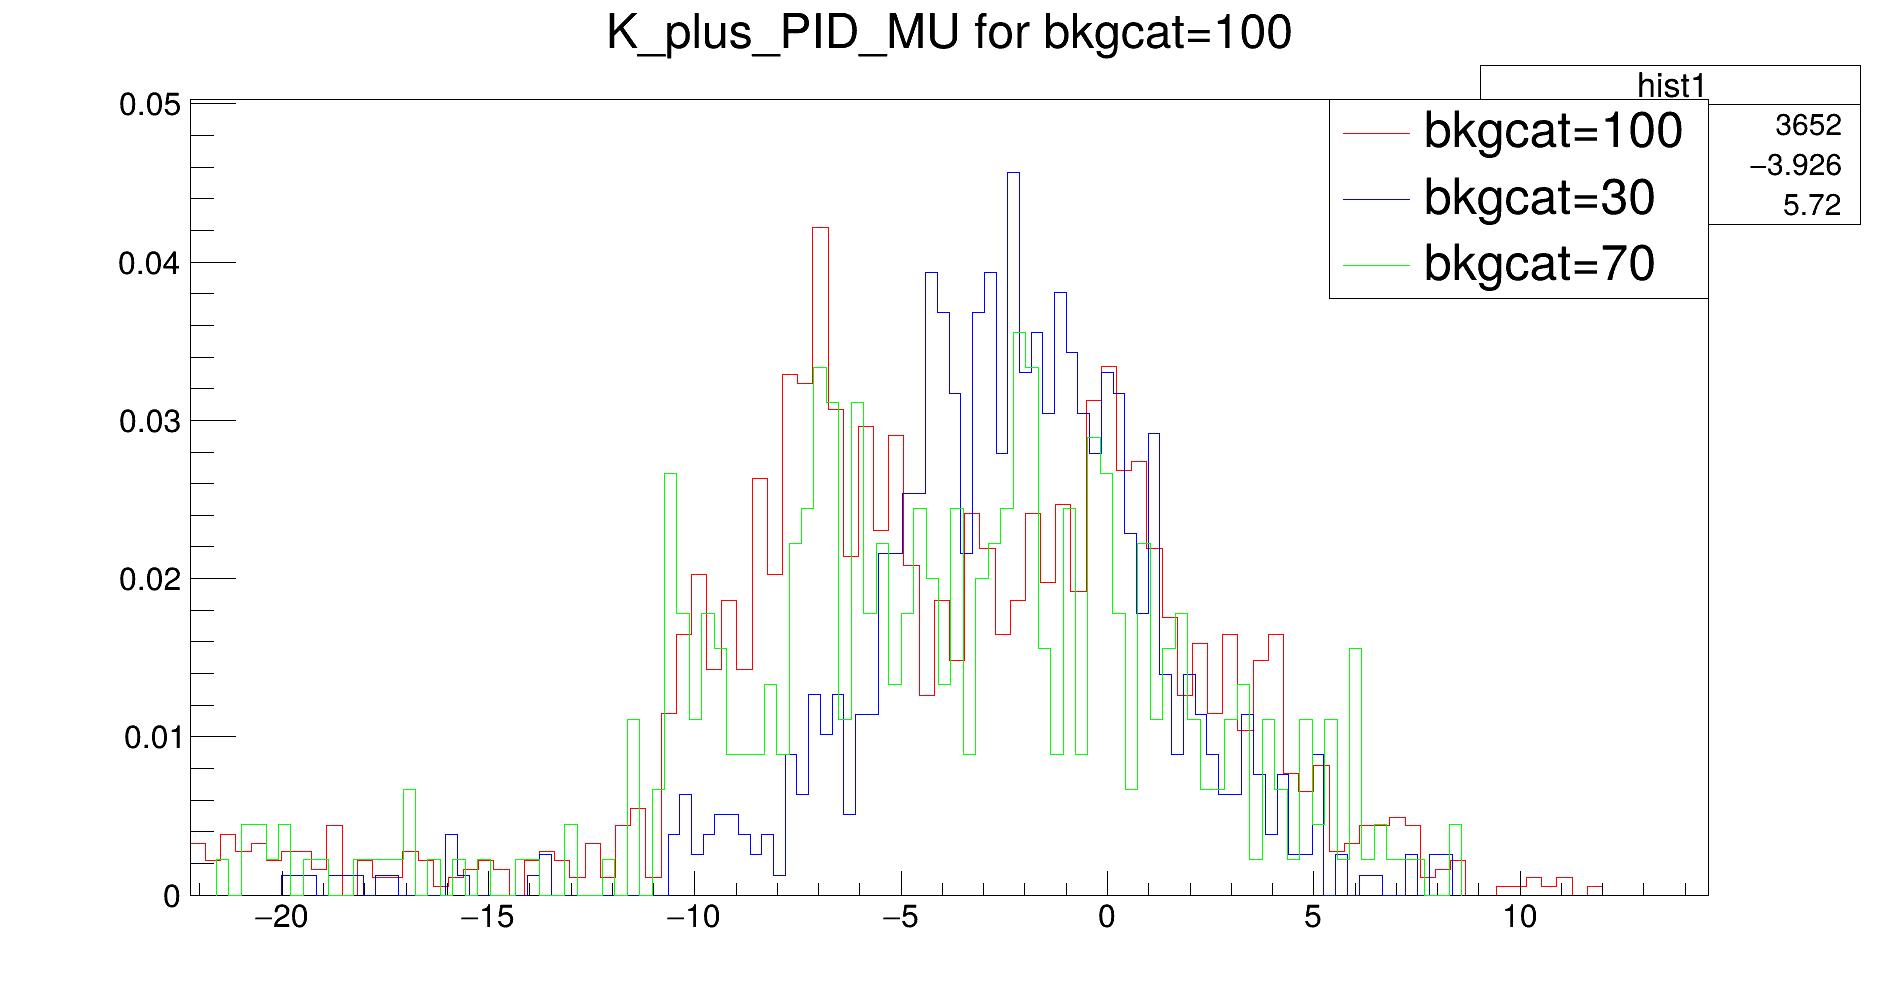 K_plus_PID_MU for bkgcat=100
hist1
3652
−3.926
5.72
bkgcat=100
bkgcat=30
bkgcat=70
0.05
0.04
0.03
0.02
0.01
0
−20 −15 −10 −5 0 5 10